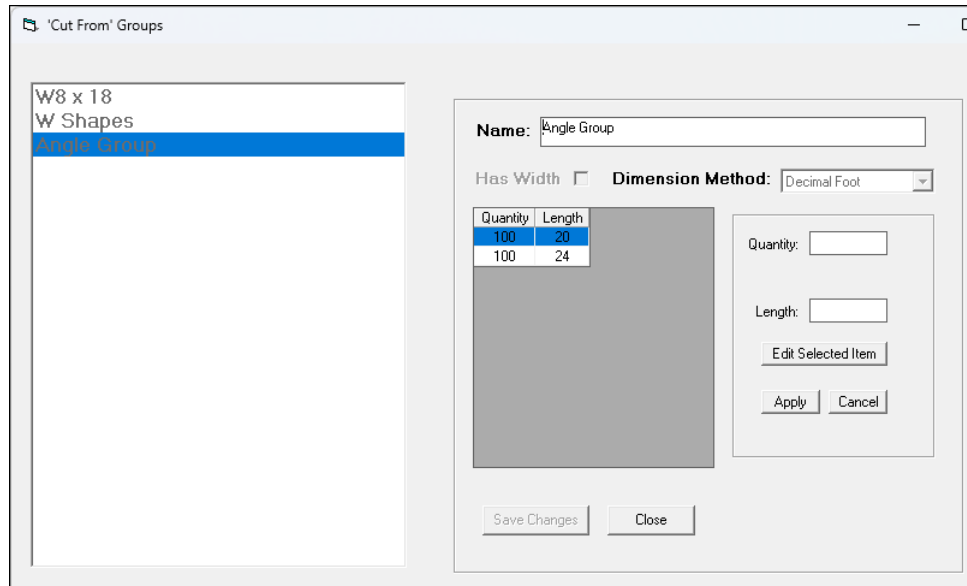 'Cut From' Groups
W8 x 18
W Shapes
Angle Group
Name: Angle Group
Has Width Dimension Method: Decimal Foot
Quantity Length
100 20
100 24
Quantity:
Length:
Edit Selected Item
Apply Cancel
Save Changes Close